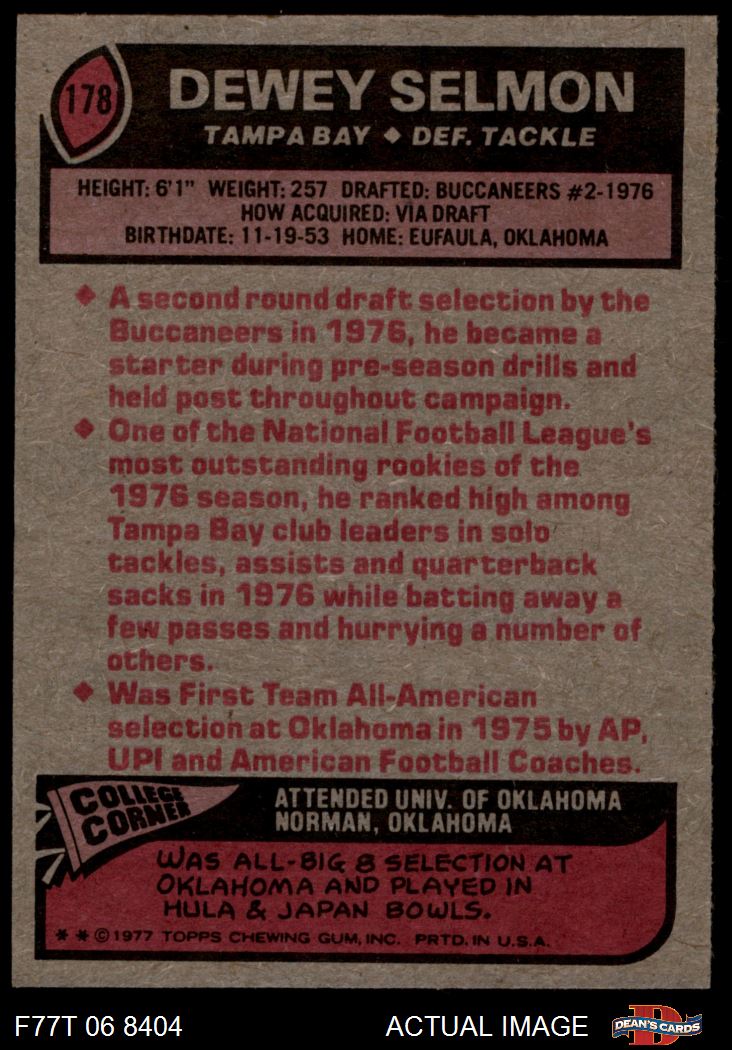 178
DEWEY SELMON
TAMPA BAY ◆ DEF. TACKLE
HEIGHT: 6'1" WEIGHT: 257 DRAFTED: BUCCANEERS #2-1976
HOW ACQUIRED: VIA DRAFT
BIRTHDATE: 11-19-53 HOME: EUFAULA, OKLAHOMA
◆ A second round draft selection by the
Buccaneers in 1976, he became a
starter during pre-season drills and
held post throughout campaign.
◆ One of the National Football League's
most outstanding rookies of the
1976 season, he ranked high among
Tampa Bay club leaders in solo
tackles, assists and quarterback
sacks in 1976 while batting away a
few passes and hurrying a number of
others.
◆ Was First Team All-American
selection at Oklahoma in 1975 by AP,
UPI and American Football Coaches.
COLLEGE
CORNER
ATTENDED UNIV. OF OKLAHOMA
NORMAN, OKLAHOMA
WAS ALL-BIG 8 SELECTION AT
OKLAHOMA AND PLAYED IN
HULA & JAPAN BOWLS.
* * © 1977 TOPPS CHEWING GUM, INC. PRTD. IN U.S.A.
F77T 06 8404 ACTUAL IMAGE
D
DEAN'S CARDS